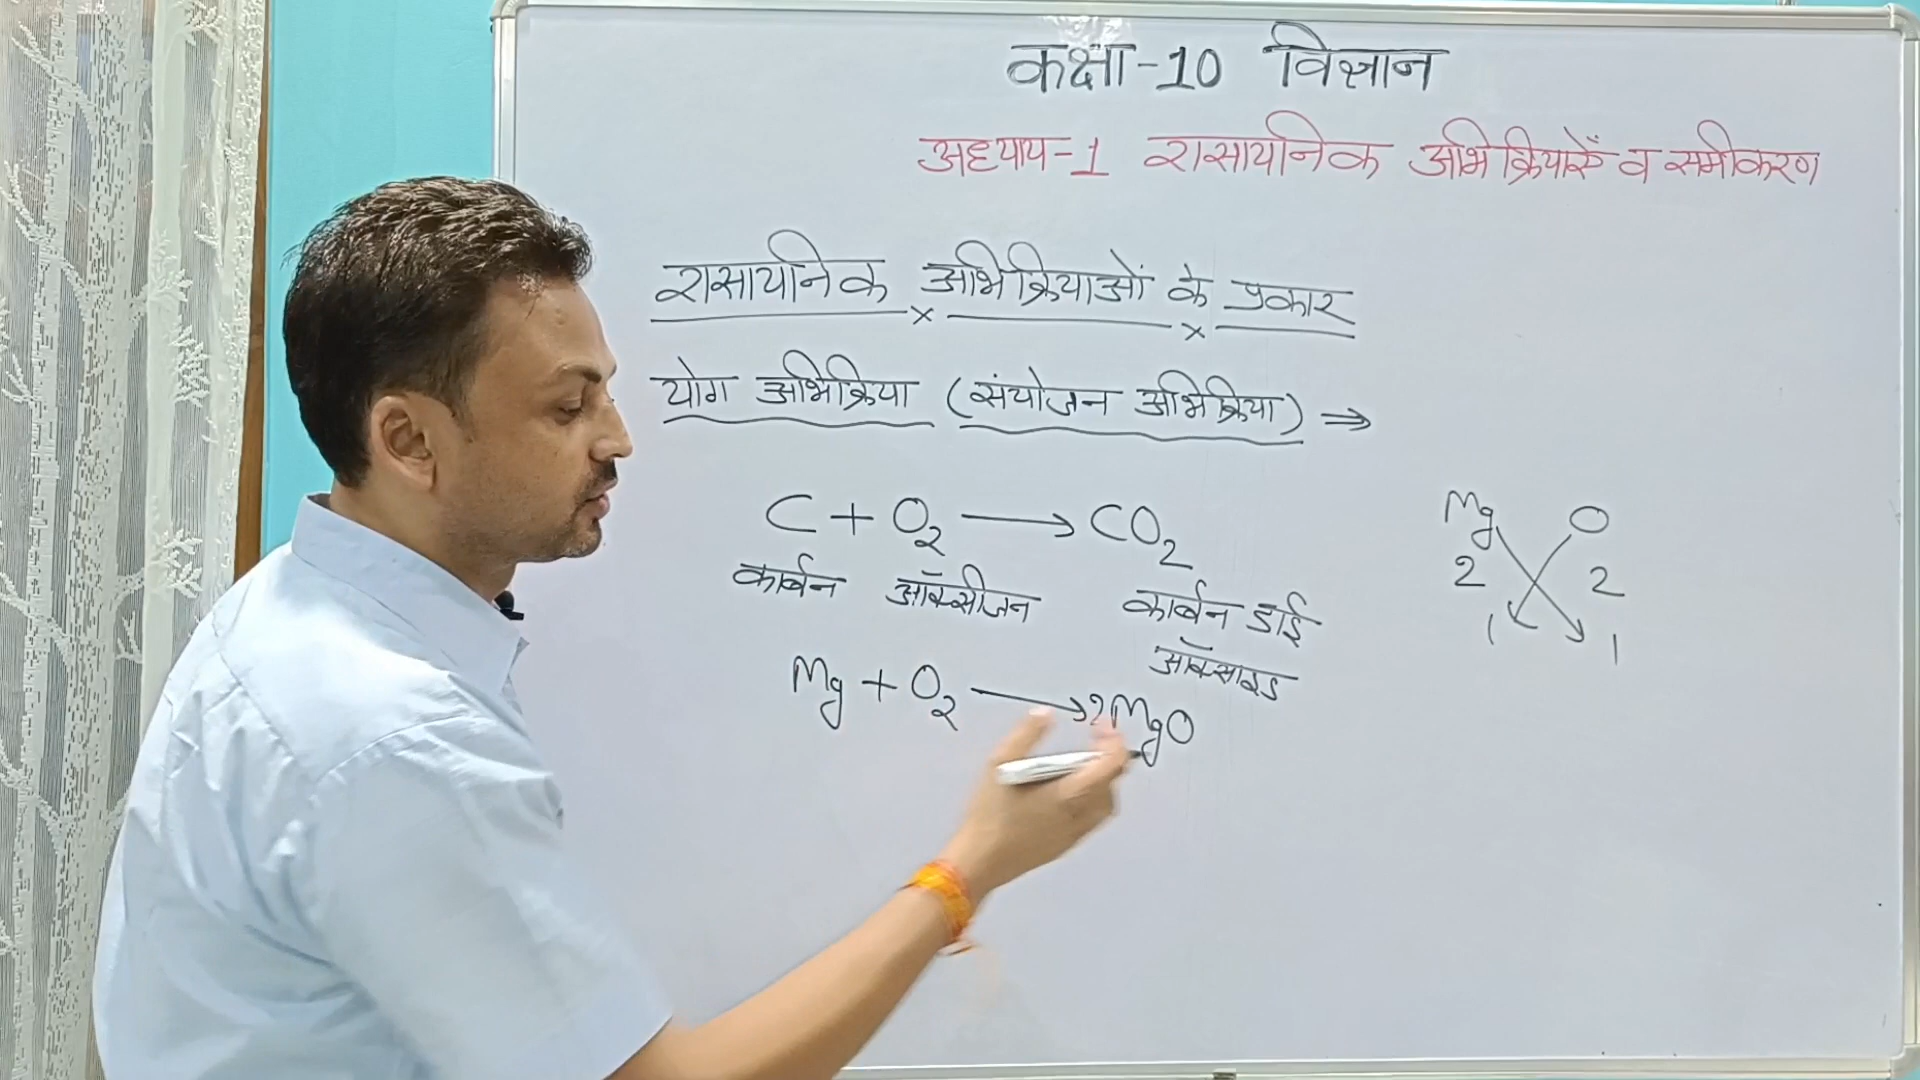 कक्षा-10 विज्ञान
अध्याय-1 रासायनिक अभिक्रियाएँ व समीकरण
रासायनिक अभिक्रियाओं के प्रकार
योग अभिक्रिया (संयोजन अभिक्रिया) ⇒
C + O₂ → CO₂
कार्बन ऑक्सीजन कार्बन डाई
ऑक्साइड
Mg + O₂ → 2MgO
Mg O
2 2
1 1